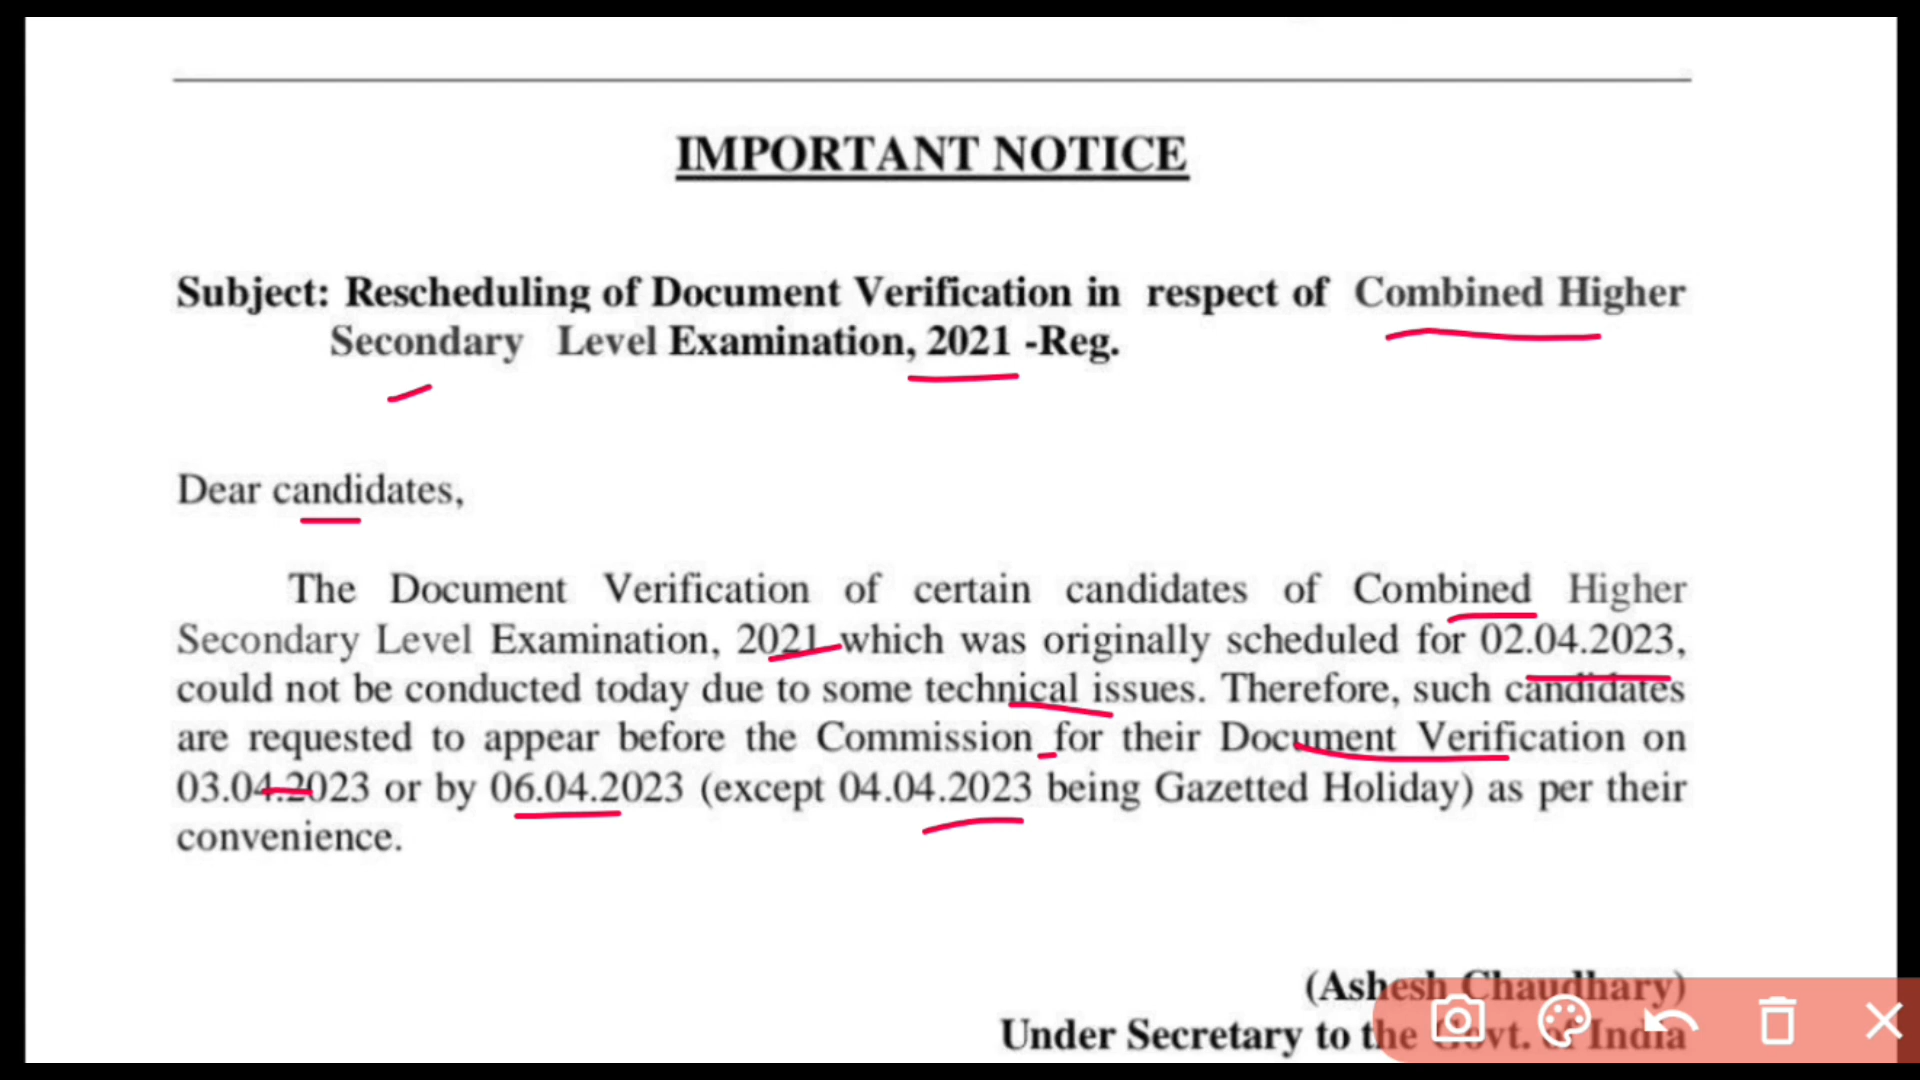 IMPORTANT NOTICE
Subject: Rescheduling of Document Verification in respect of Combined Higher
Secondary Level Examination, 2021 -Reg.
Dear candidates,
The Document Verification of certain candidates of Combined Higher
Secondary Level Examination, 2021 which was originally scheduled for 02.04.2023,
could not be conducted today due to some technical issues. Therefore, such candidates
are requested to appear before the Commission for their Document Verification on
03.04.2023 or by 06.04.2023 (except 04.04.2023 being Gazetted Holiday) as per their
convenience.
(Ashesh Chaudhary)
Under Secretary to the Govt. of India